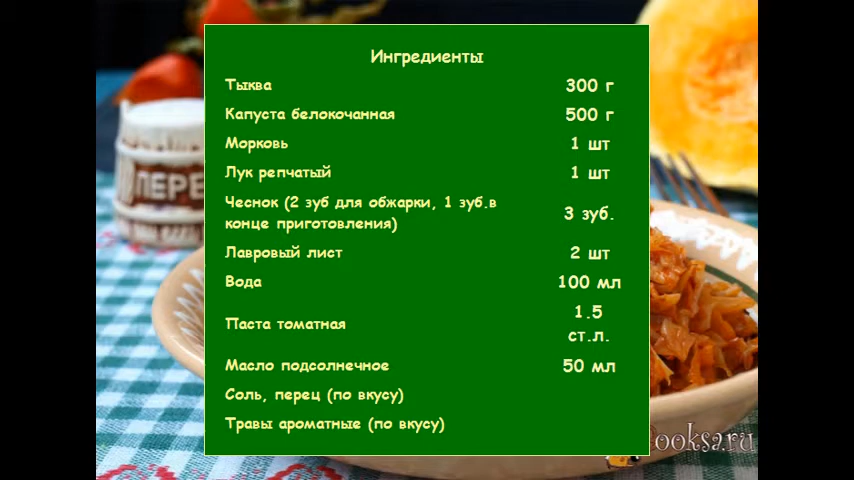 Ингредиенты
Тыква 300 г
Капуста белокочанная 500 г
Морковь 1 шт
Лук репчатый 1 шт
Чеснок (2 зуб для обжарки, 1 зуб.в
конце приготовления) 3 зуб.
Лавровый лист 2 шт
Вода 100 мл
Паста томатная 1.5
ст.л.
Масло подсолнечное 50 мл
Соль, перец (по вкусу)
Травы ароматные (по вкусу)
ПЕРЕ
ooksa.ru